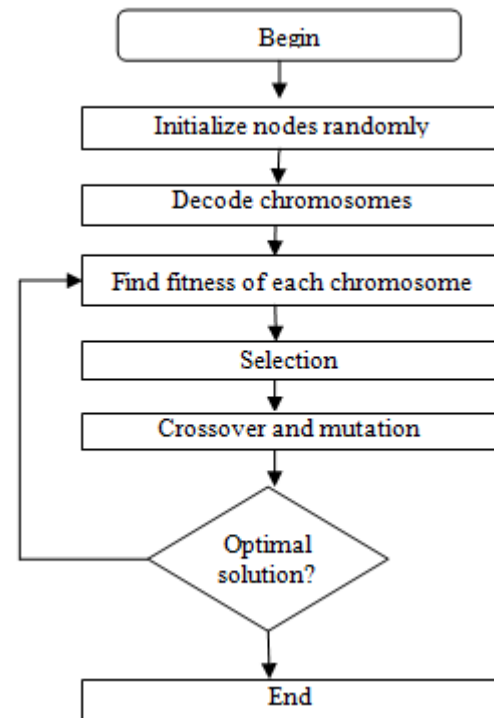 Begin
Initialize nodes randomly
Decode chromosomes
Find fitness of each chromosome
Selection
Crossover and mutation
Optimal
solution?
End